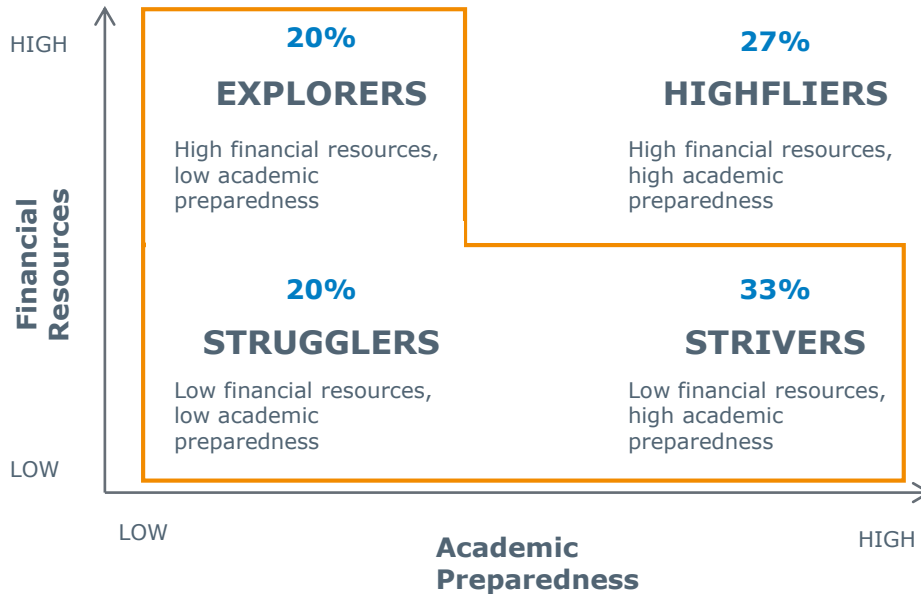 HIGH
20%
EXPLORERS
High financial resources,
low academic
preparedness
27%
HIGHFLIERS
High financial resources,
high academic
preparedness
Financial
Resources
20%
STRUGGLERS
Low financial resources,
low academic
preparedness
33%
STRIVERS
Low financial resources,
high academic
preparedness
LOW
LOW
Academic
Preparedness
HIGH